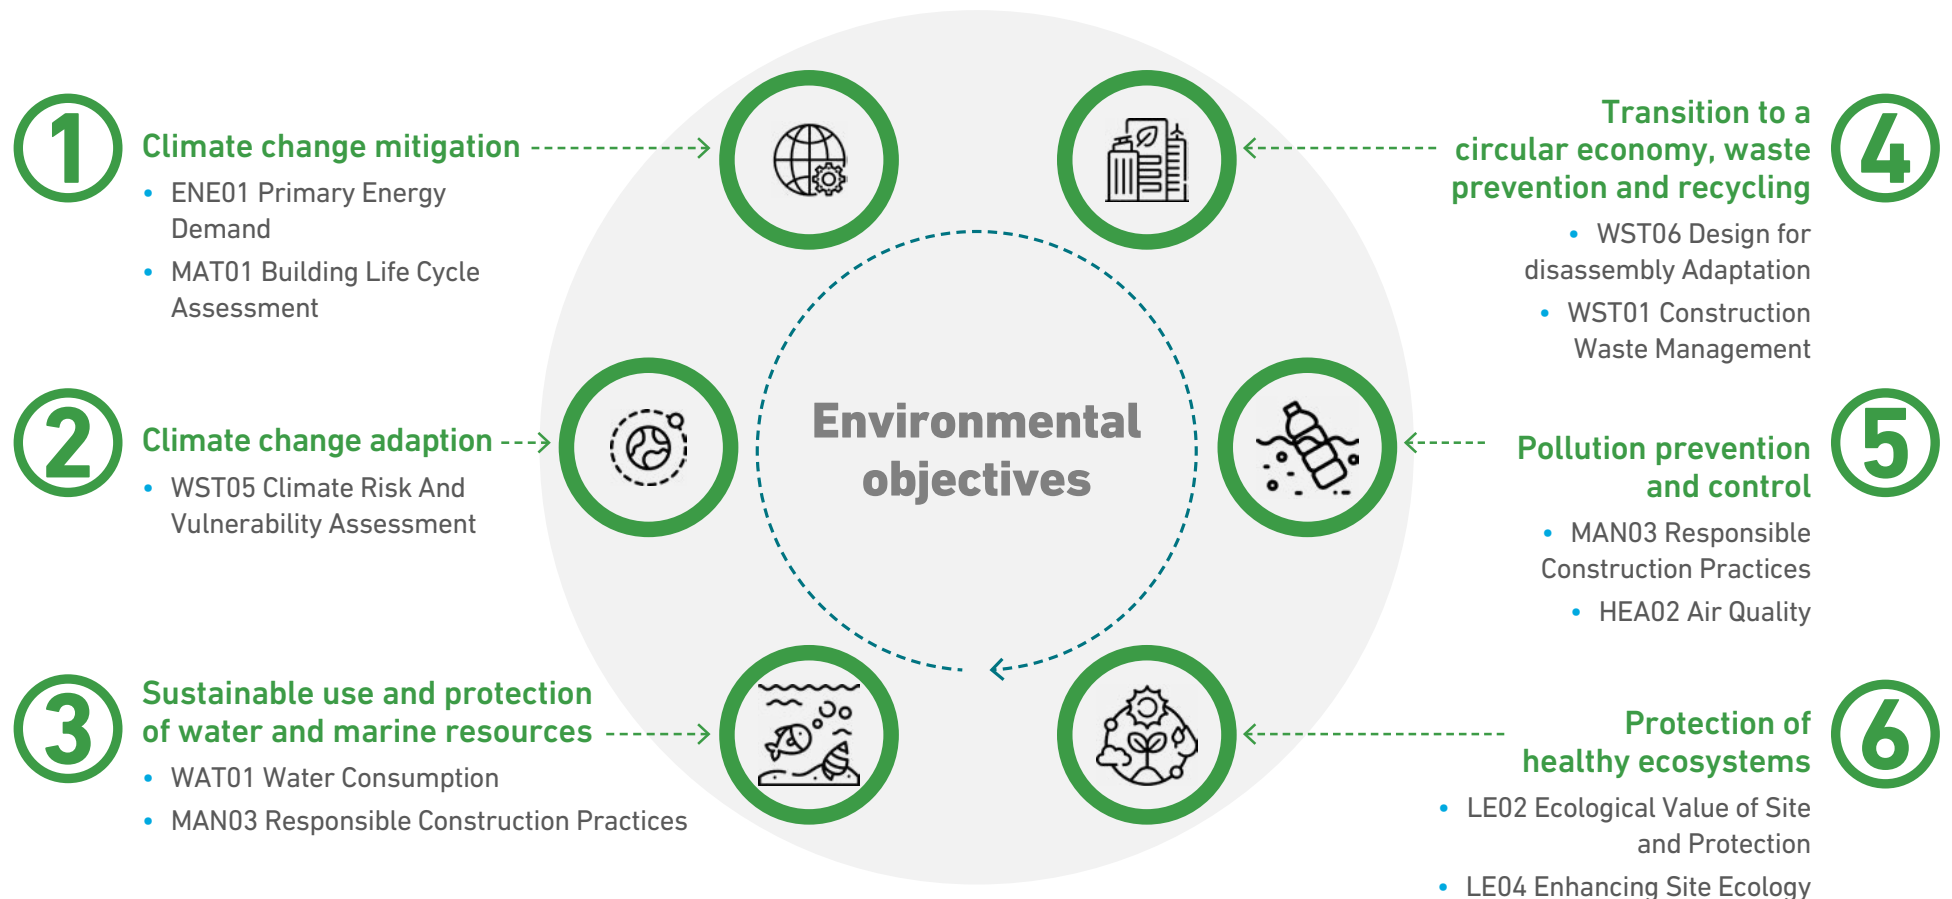 1
Climate change mitigation
• ENE01 Primary Energy
Demand
• MAT01 Building Life Cycle
Assessment
2
Climate change adaption
• WST05 Climate Risk And
Vulnerability Assessment
3
Sustainable use and protection
of water and marine resources
• WAT01 Water Consumption
• MAN03 Responsible Construction Practices
Environmental
objectives
4
Transition to a
circular economy, waste
prevention and recycling
• WST06 Design for
disassembly Adaptation
• WST01 Construction
Waste Management
5
Pollution prevention
and control
• MAN03 Responsible
Construction Practices
• HEA02 Air Quality
6
Protection of
healthy ecosystems
• LE02 Ecological Value of Site
and Protection
• LE04 Enhancing Site Ecology